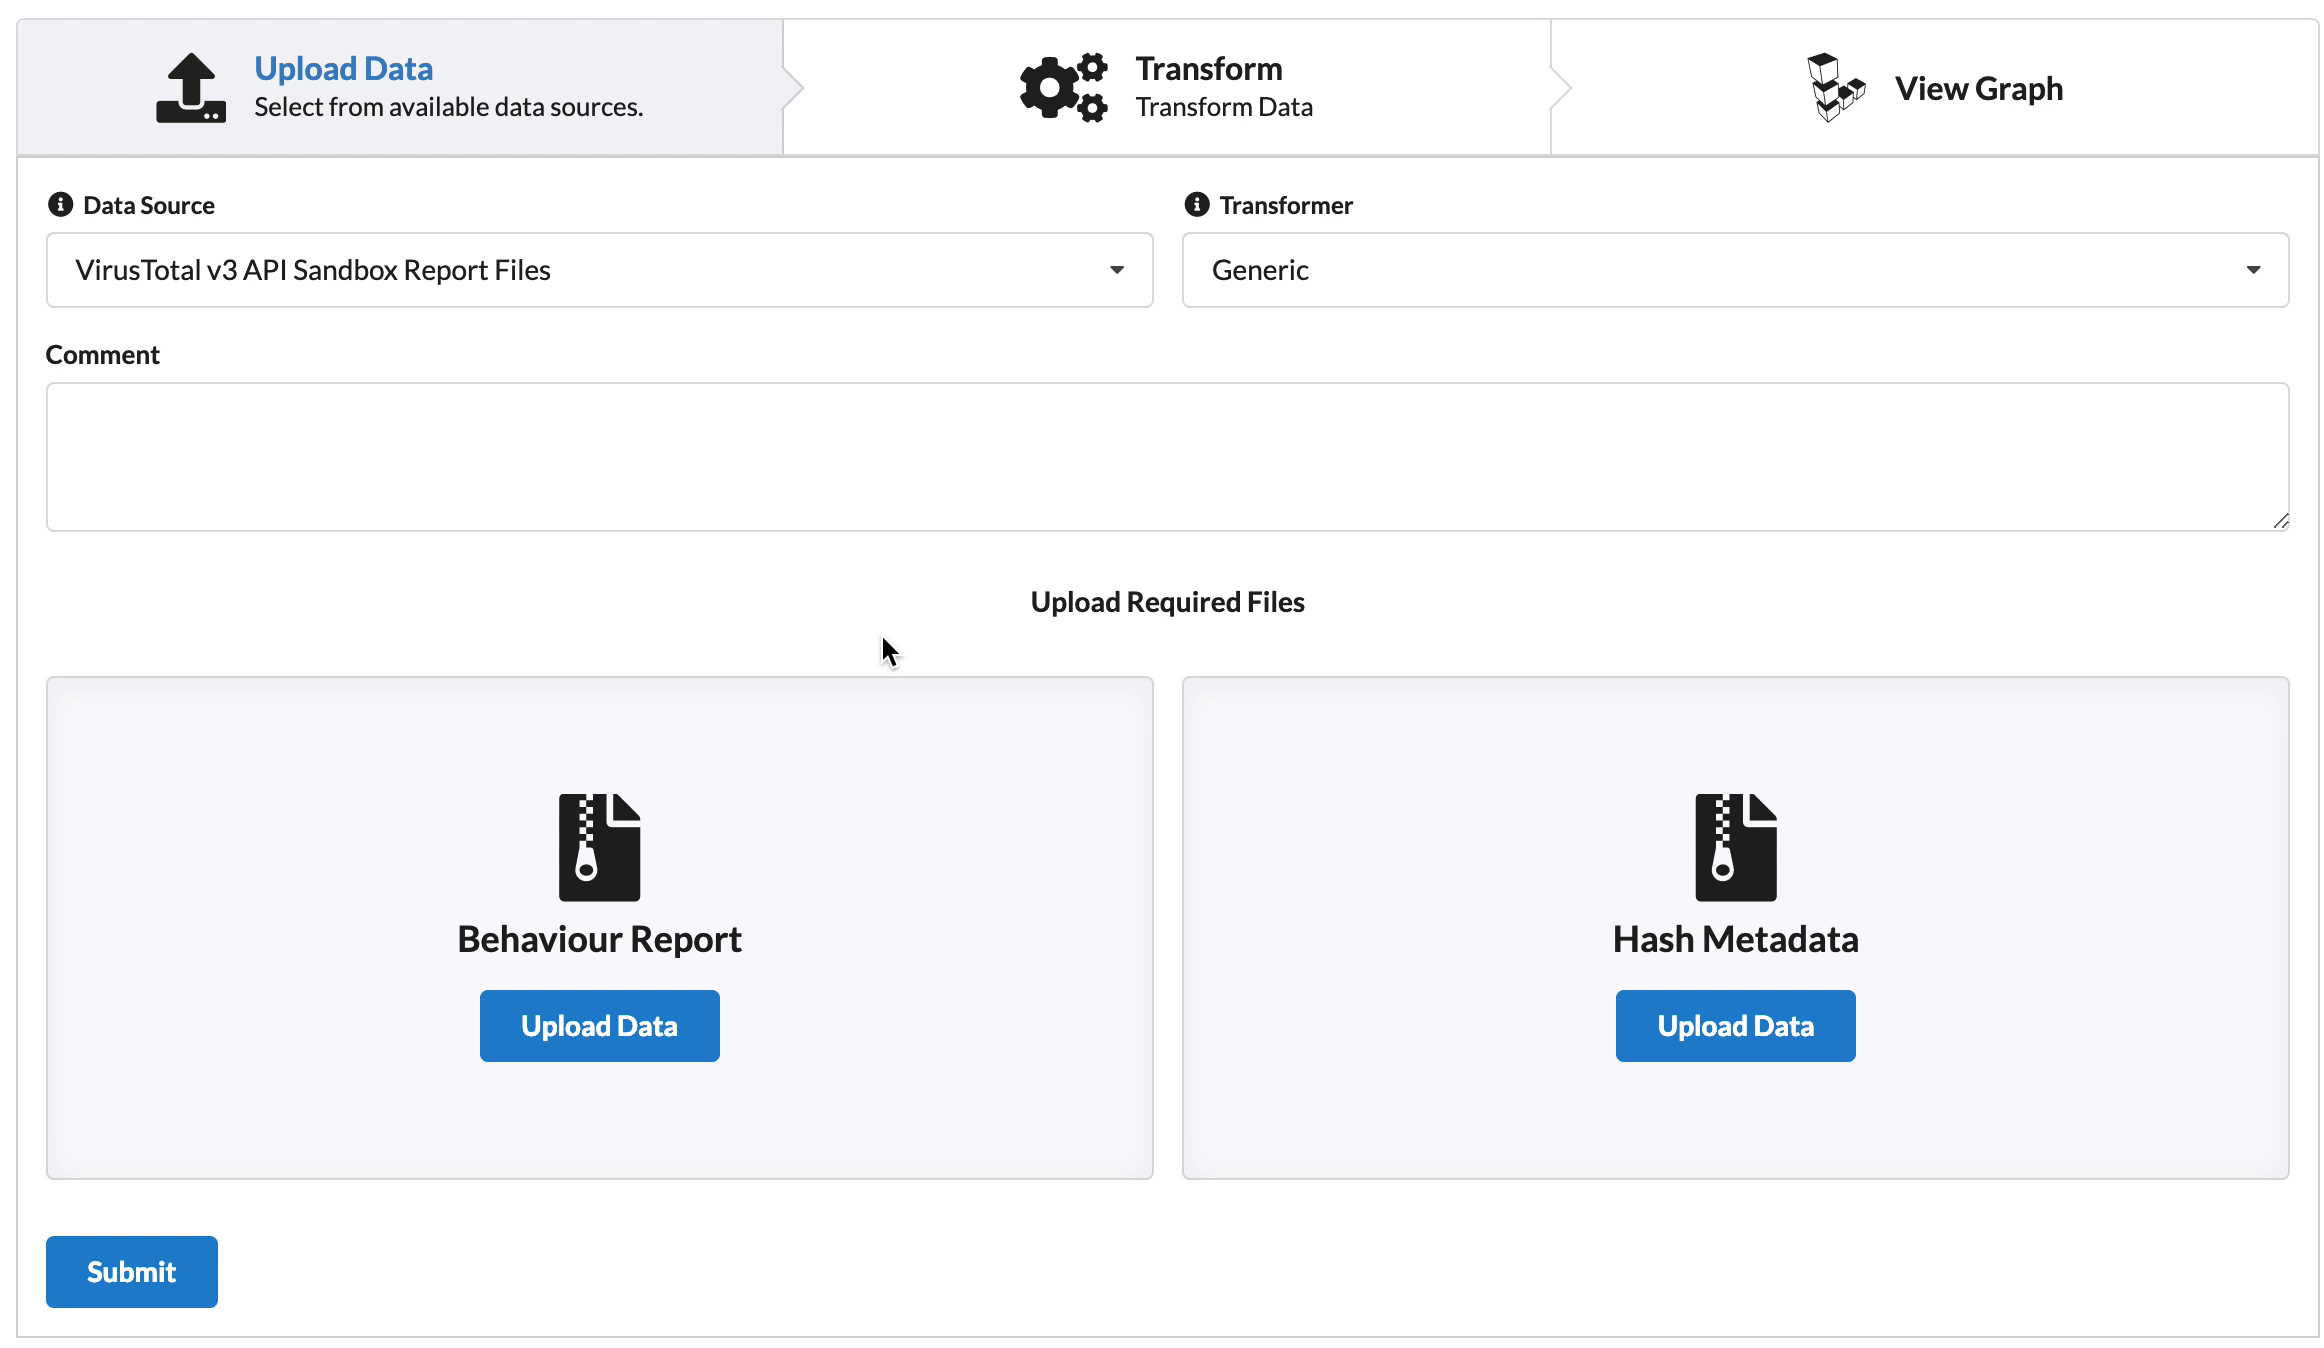 Upload Data
Select from available data sources.
Transform
Transform Data
View Graph
Data Source
Transformer
VirusTotal v3 API Sandbox Report Files
Generic
Comment
Upload Required Files
Behaviour Report
Hash Metadata
Upload Data
Upload Data
Submit